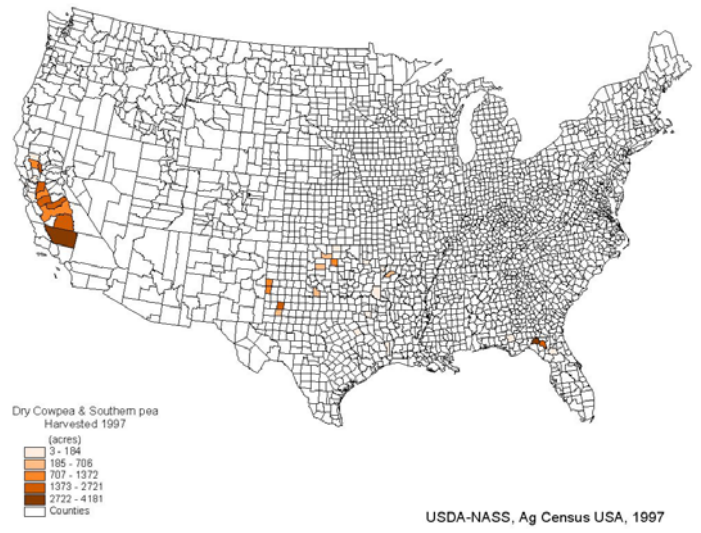 Dry Cowpea & Southern pea
Harvested 1997
(acres)
3 - 184
185 - 706
707 - 1372
1373 - 2721
2722 - 4181
Counties
USDA-NASS, Ag Census USA, 1997